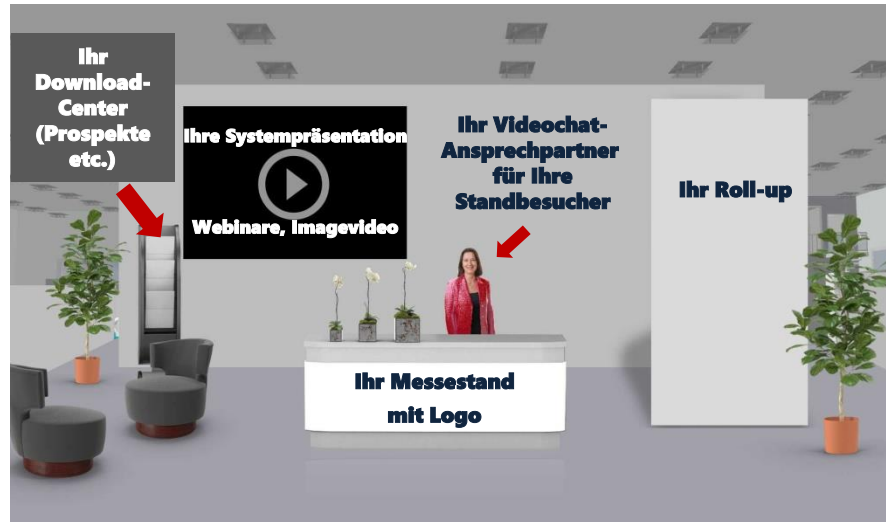 Ihr
Download-
Center
(Prospekte
etc.)
Ihre Systempräsentation
Webinare, Imagevideo
Ihr Videochat-
Ansprechpartner
für Ihre
Standbesucher
Ihr Roll-up
Ihr Messestand
mit Logo